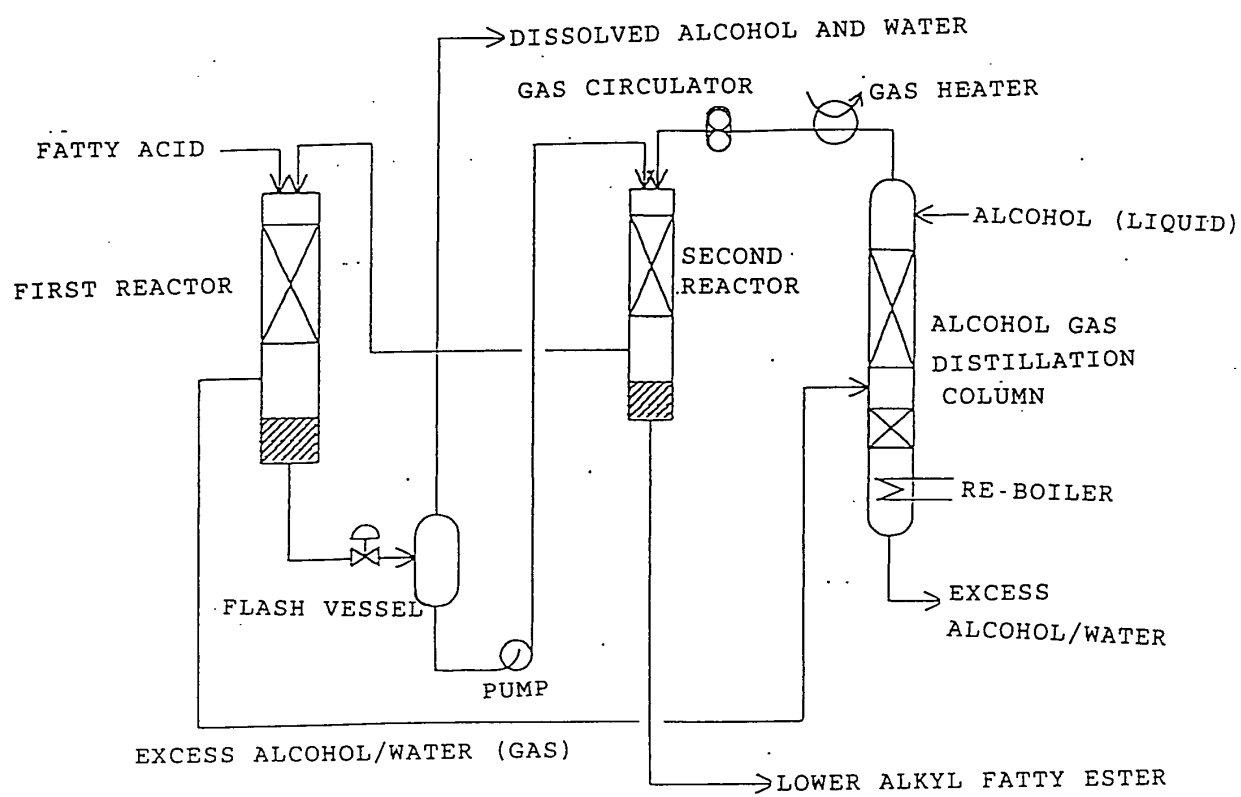 DISSOLVED ALCOHOL AND WATER
GAS CIRCULATOR
GAS HEATER
FATTY ACID
ALCOHOL (LIQUID)
FIRST REACTOR
SECOND
REACTOR
ALCOHOL GAS
DISTILLATION
COLUMN
RE-BOILER
FLASH VESSEL
EXCESS
ALCOHOL/WATER
PUMP
EXCESS ALCOHOL/WATER (GAS)
LOWER ALKYL FATTY ESTER